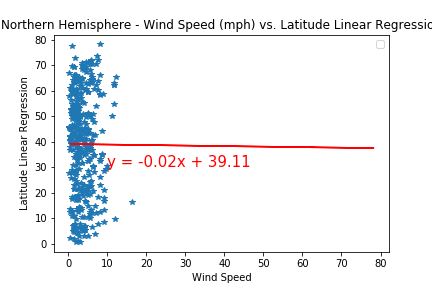 Northern Hemisphere - Wind Speed (mph) vs. Latitude Linear Regressio
80
70
60
50
40
30
20
10
0
Latitude Linear Regression
y = -0.02x + 39.11
0 10 20 30 40 50 60 70 80
Wind Speed